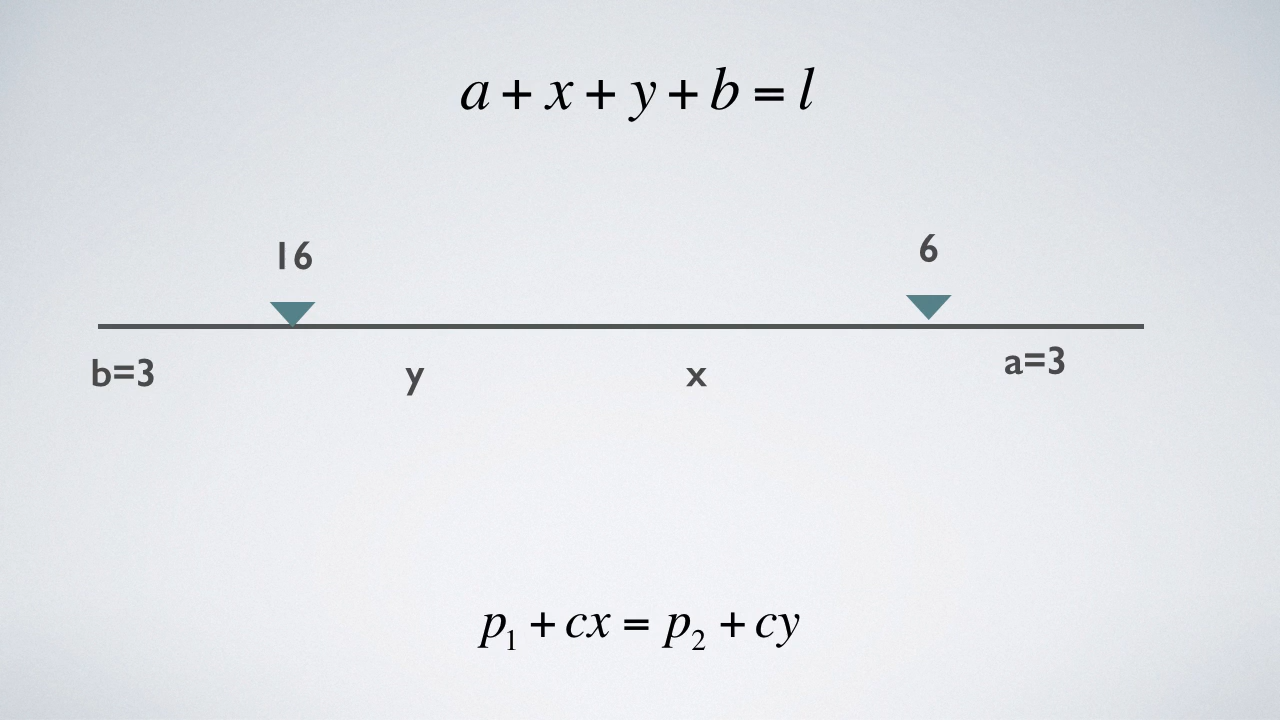 a + x + y + b = l
16
6
b=3
y
x
a=3
p₁ + cx = p₂ + cy